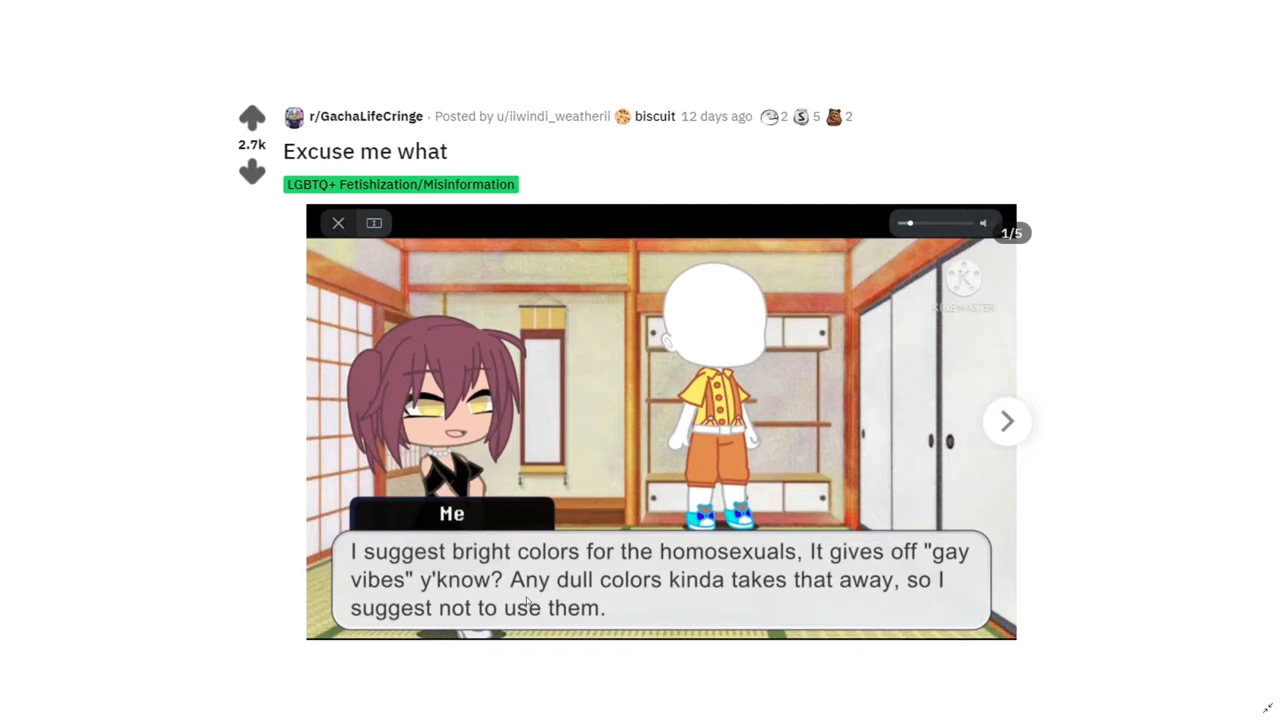 r/GachaLifeCringe · Posted by u/iiwindi_weatherii biscuit 12 days ago 2 5 2
2.7k
Excuse me what
LGBTQ+ Fetishization/Misinformation
1/5
KINEMASTER
Me
I suggest bright colors for the homosexuals, It gives off "gay
vibes" y'know? Any dull colors kinda takes that away, so I
suggest not to use them.